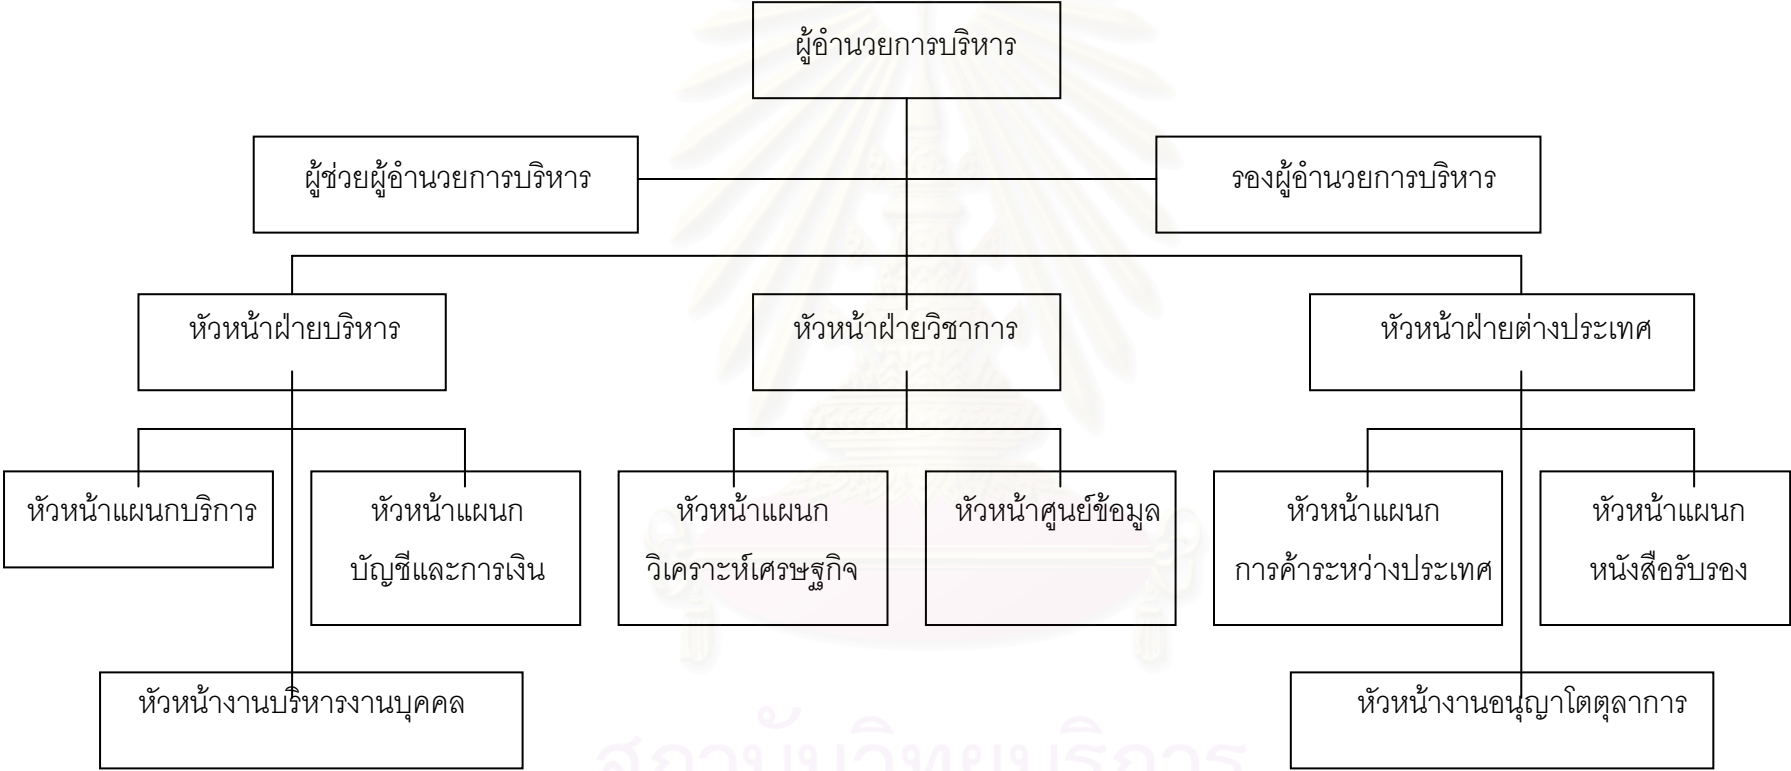 ผู้อำนวยการบริหาร
ผู้ช่วยผู้อำนวยการบริหาร
รองผู้อำนวยการบริหาร
หัวหน้าฝ่ายบริหาร
หัวหน้าฝ่ายวิชาการ
หัวหน้าฝ่ายต่างประเทศ
หัวหน้าแผนกบริการ
หัวหน้าแผนก
บัญชีและการเงิน
หัวหน้าแผนก
วิเคราะห์เศรษฐกิจ
หัวหน้าศูนย์ข้อมูล
หัวหน้าแผนก
การค้าระหว่างประเทศ
หัวหน้าแผนก
หนังสือรับรอง
หัวหน้างานบริหารงานบุคคล
หัวหน้างานอนุญาโตตุลาการ
สถาบันวิทยบริการ